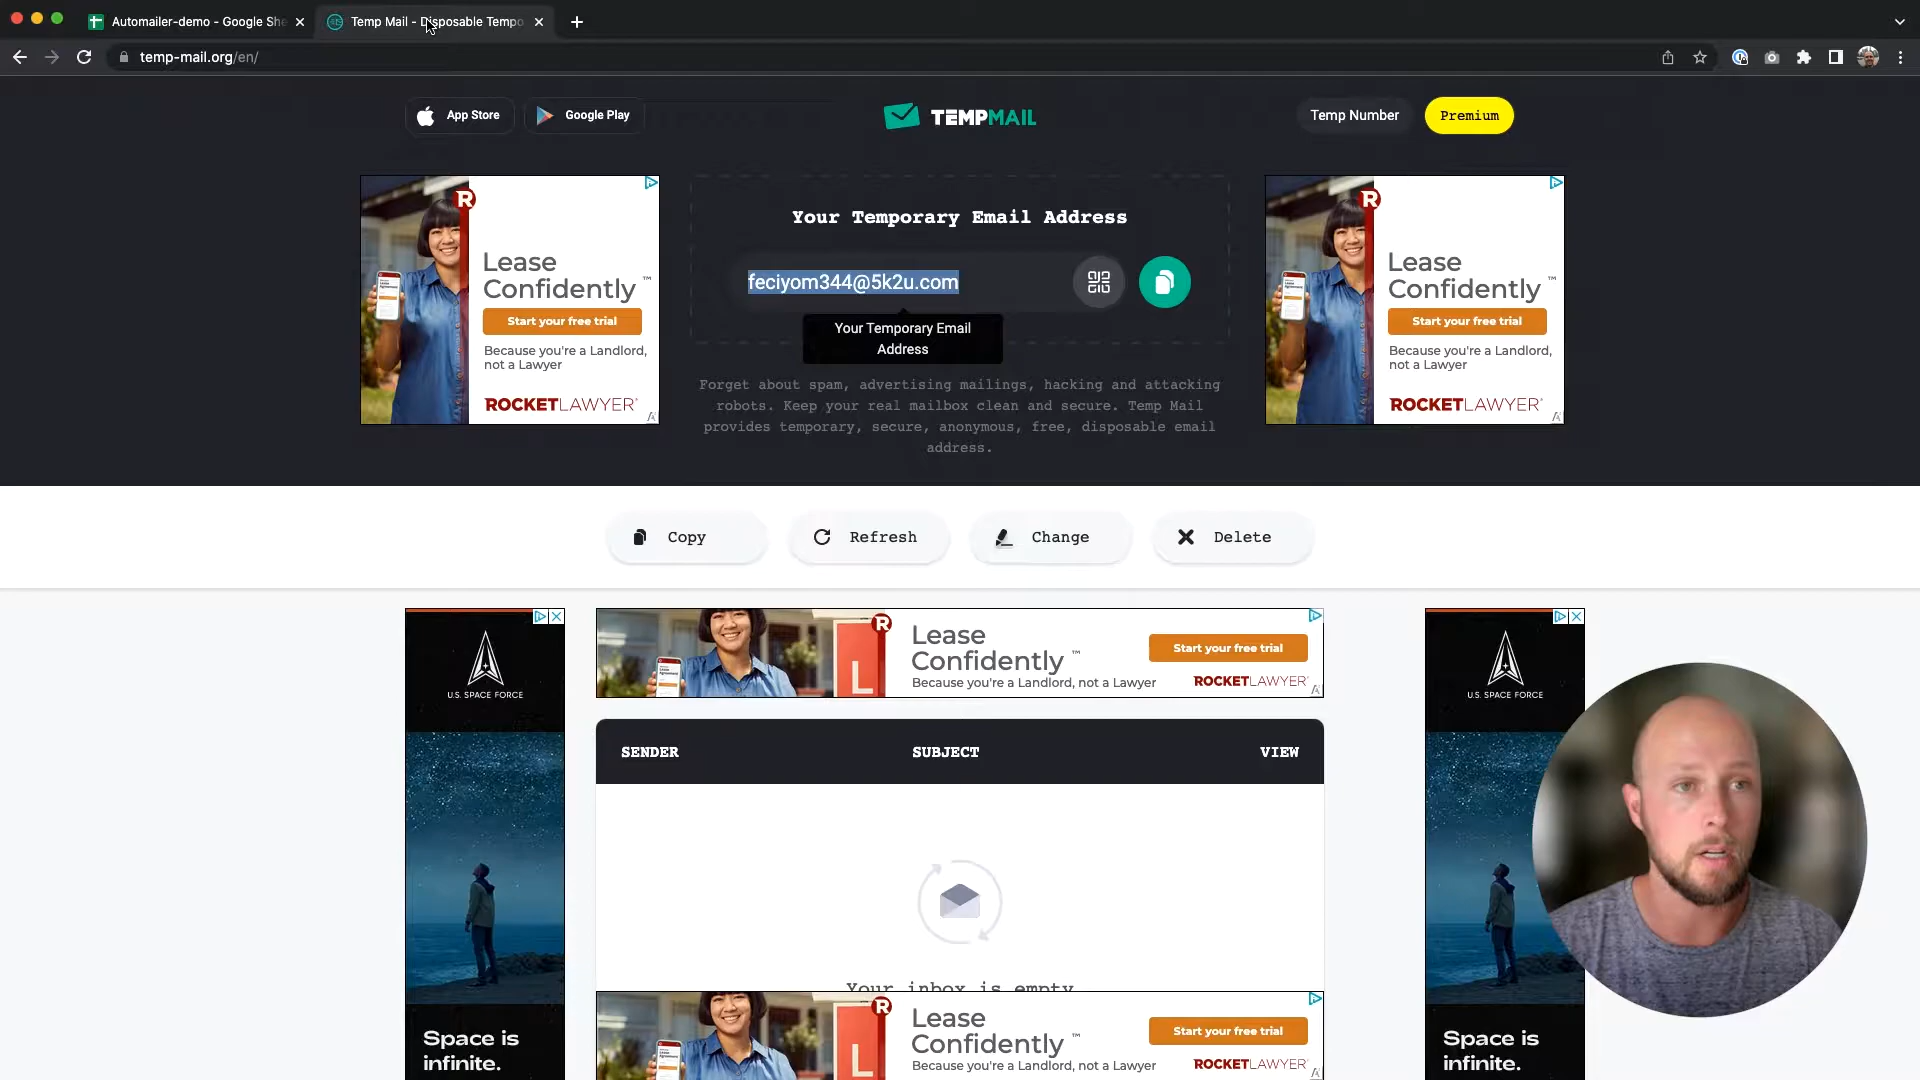 Automailer-demo - Google She
Temp Mail - Disposable Tempo
temp-mail.org/en/
App Store
Google Play
TEMPMAIL
Temp Number
Premium
R
Lease
Confidently ™
Start your free trial
Because you're a Landlord,
not a Lawyer
ROCKETLAWYER
Your Temporary Email Address
feciyom344@5k2u.com
Your Temporary Email
Address
Forget about spam, advertising mailings, hacking and attacking
robots. Keep your real mailbox clean and secure. Temp Mail
provides temporary, secure, anonymous, free, disposable email
address.
R
Lease
Confidently ™
Start your free trial
Because you're a Landlord,
not a Lawyer
ROCKETLAWYER
Copy
Refresh
Change
Delete
U.S. SPACE FORCE
Space is
infinite.
R
L
Lease
Confidently ™
Because you're a Landlord, not a Lawyer
Start your free trial
ROCKETLAWYER
SENDER
SUBJECT
VIEW
Your inbox is empty
R
L
Lease
Confidently ™
Because you're a Landlord, not a Lawyer
Start your free trial
ROCKETLAWYER
U.S. SPACE FORCE
Space is
infinite.